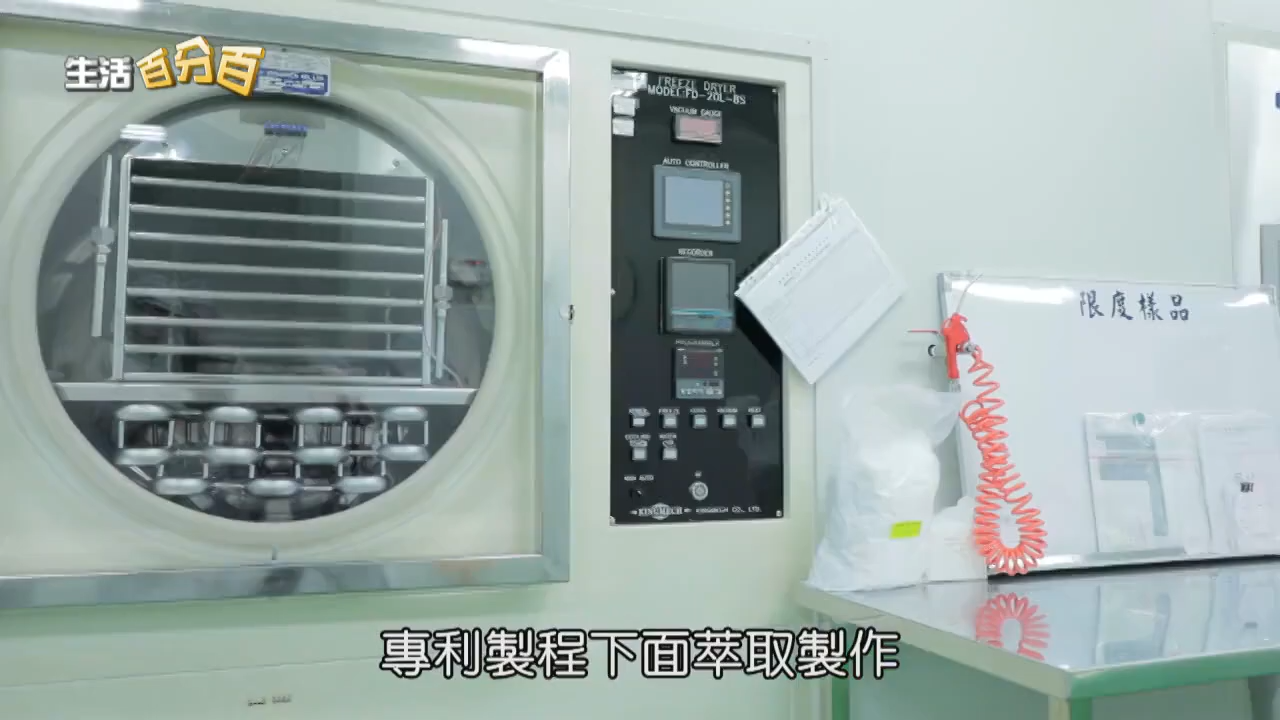 生活百分百
FREEZE DRYER
MODEL:FD-20L-8S
VACUUM GAUGE
AUTO CONTROLLER
RECORDER
限度樣品
KINGMECH
CO., LTD.
專利製程下面萃取製作